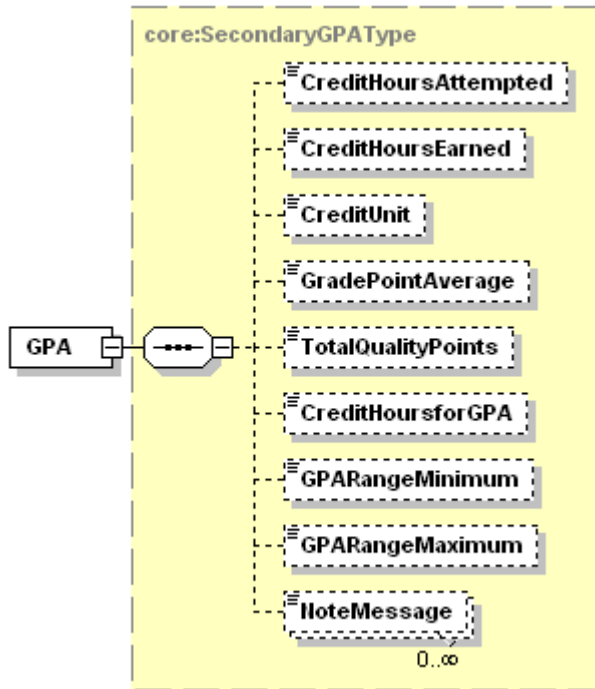 core:SecondaryGPAType
CreditHoursAttempted
CreditHoursEarned
CreditUnit
GradePointAverage
GPA
TotalQualityPoints
CreditHoursforGPA
GPARangeMinimum
GPARangeMaximum
NoteMessage
0..∞